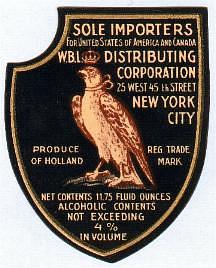 SOLE IMPORTERS
FOR UNITED STATES OF AMERICA AND CANADA
W.B.I. DISTRIBUTING
CORPORATION
25 WEST 45 th STREET
NEW YORK
CITY
PRODUCE
OF HOLLAND
REG. TRADE
MARK
NET CONTENTS 11.75 FLUID OUNCES
ALCOHOLIC CONTENTS
NOT EXCEEDING
4 %
IN VOLUME